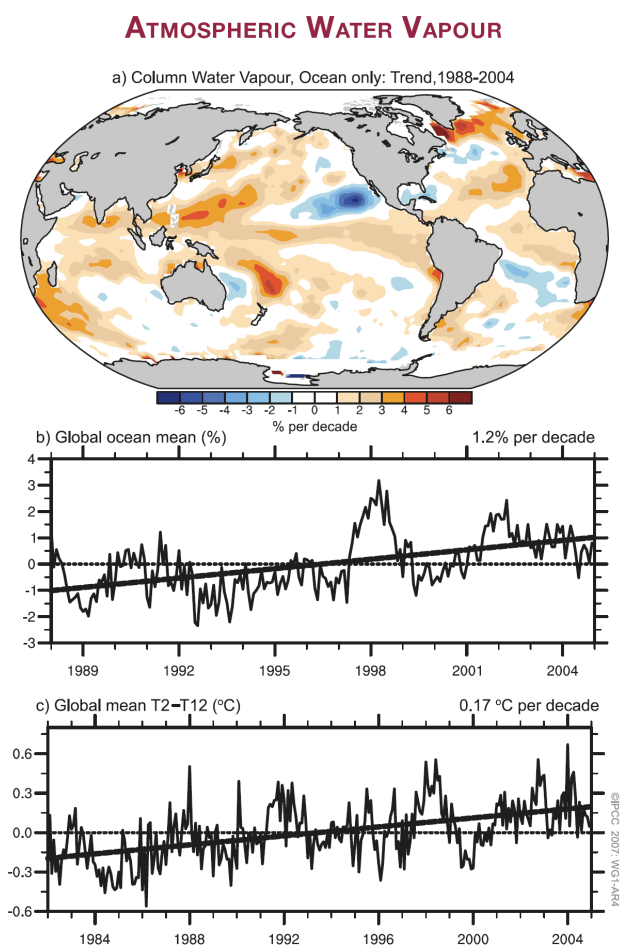 ATMOSPHERIC WATER VAPOUR
a) Column Water Vapour, Ocean only: Trend,1988-2004
-6 -5 -4 -3 -2 -1 0 1 2 3 4 5 6
% per decade
b) Global ocean mean (%) 1.2% per decade
4
3
2
1
0
-1
-2
-3
1989 1992 1995 1998 2001 2004
c) Global mean T2−T12 (ºC) 0.17 ºC per decade
0.6
0.3
0.0
-0.3
-0.6
1984 1988 1992 1996 2000 2004
©IPCC 2007: WG1-AR4